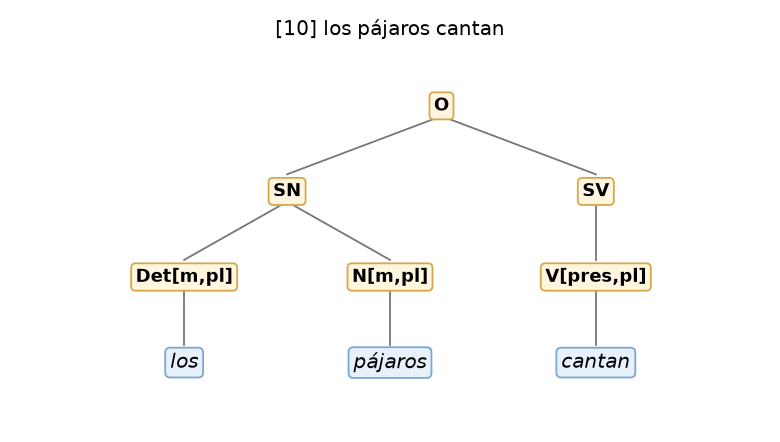 [10] los pájaros cantan
O
SN SV
Det[m,pl] N[m,pl] V[pres,pl]
los pájaros cantan